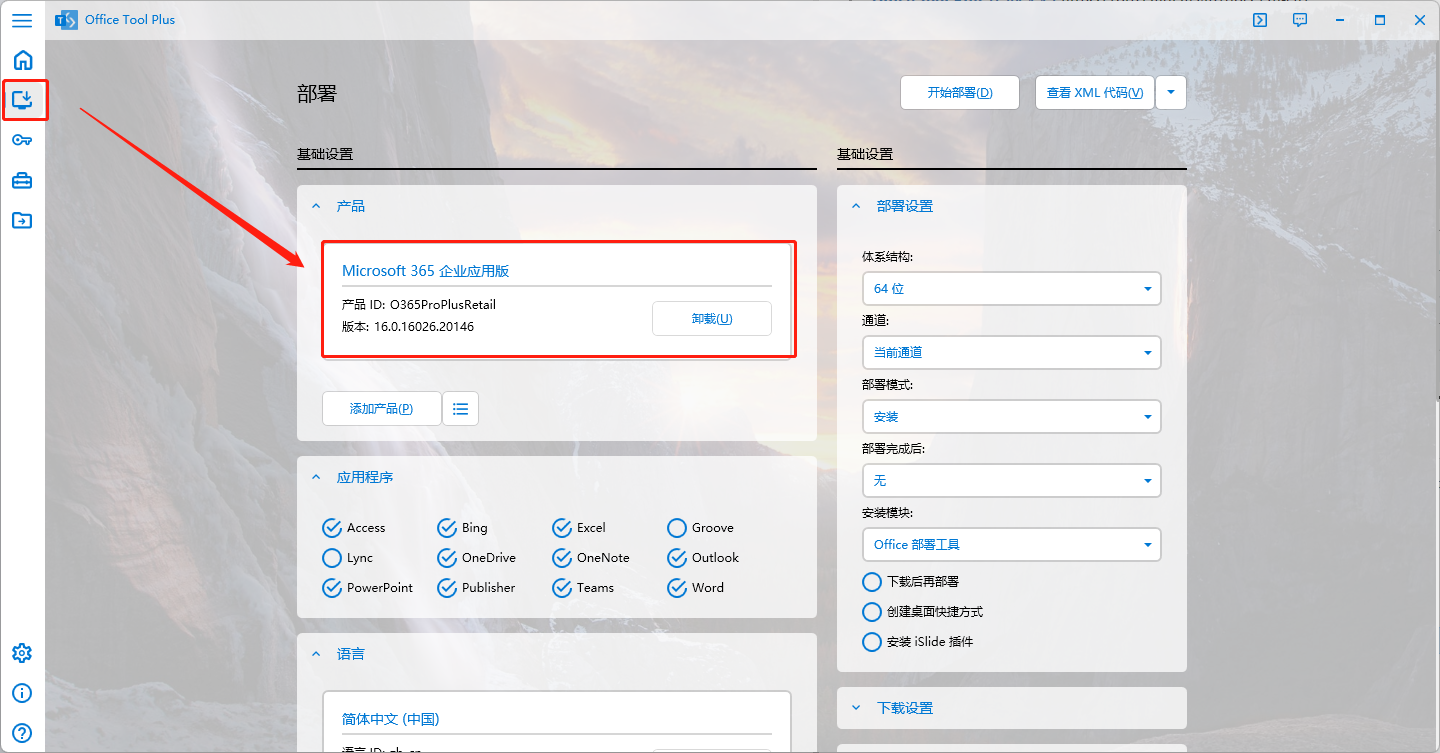 Office Tool Plus
部署
开始部署(D)
查看 XML 代码(V)
基础设置
产品
Microsoft 365 企业应用版
产品 ID: O365ProPlusRetail
版本: 16.0.16026.20146
卸载(U)
添加产品(P)
应用程序
Access Bing Excel Groove
Lync OneDrive OneNote Outlook
PowerPoint Publisher Teams Word
语言
简体中文 (中国)
语言 ID: zh-cn
基础设置
部署设置
体系结构:
64 位
通道:
当前通道
部署模式:
安装
部署完成后:
无
安装模块:
Office 部署工具
下载后再部署
创建桌面快捷方式
安装 iSlide 插件
下载设置